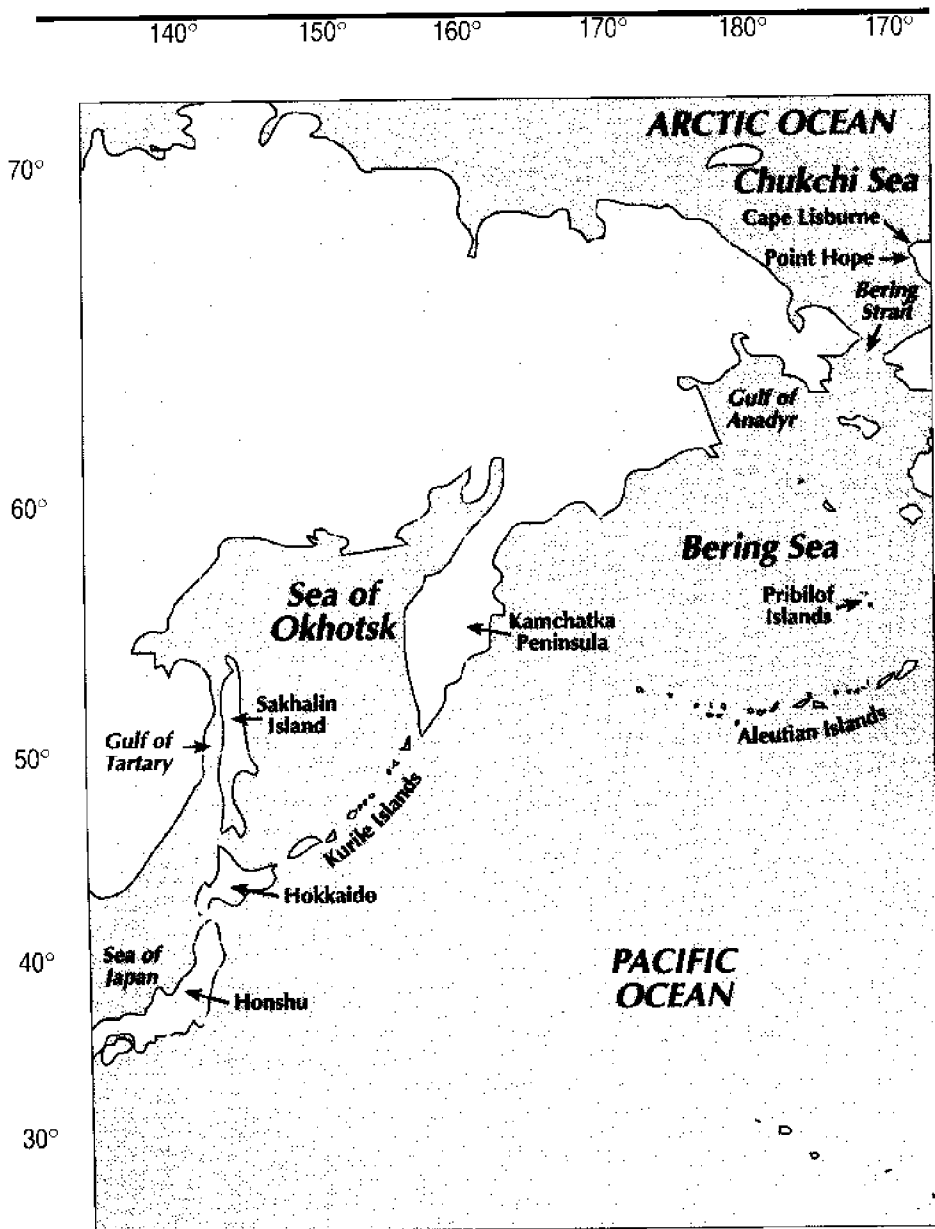 140° 150° 160° 170° 180° 170°
ARCTIC OCEAN
70°
Chukchi Sea
Cape Lisburne
Point Hope
Bering
Strait
Gulf of
Anadyr
60°
Bering Sea
Sea of
Okhotsk
Pribilof
Islands
Kamchatka
Peninsula
Sakhalin
Island
Gulf of
Tartary
Aleutian Islands
50°
Kurile Islands
Hokkaido
Sea of
Japan
40°
PACIFIC
OCEAN
Honshu
30°